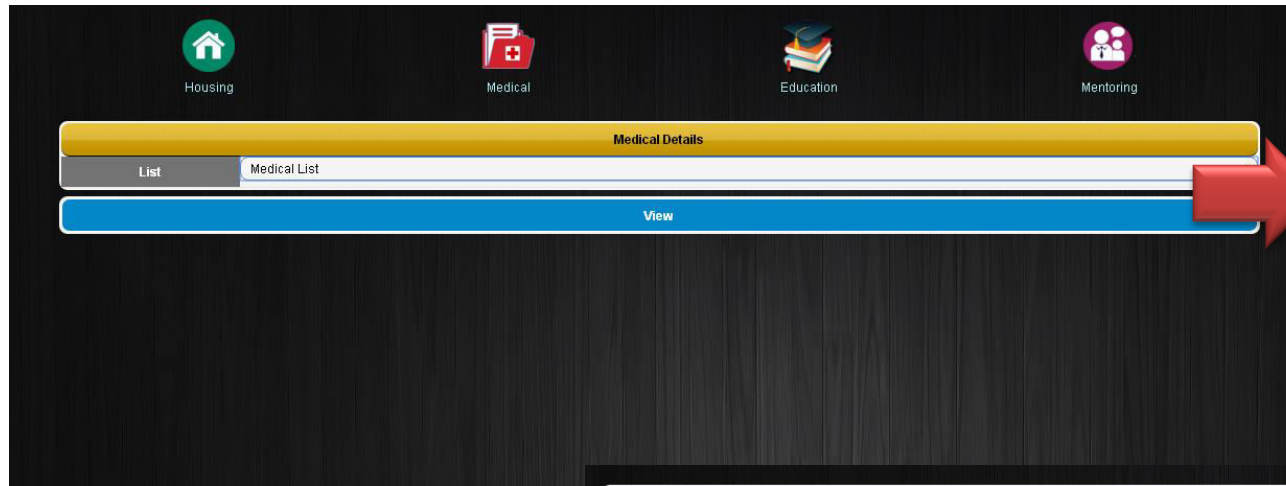 Housing
Medical
Education
Mentoring
Medical Details
List
Medical List
View